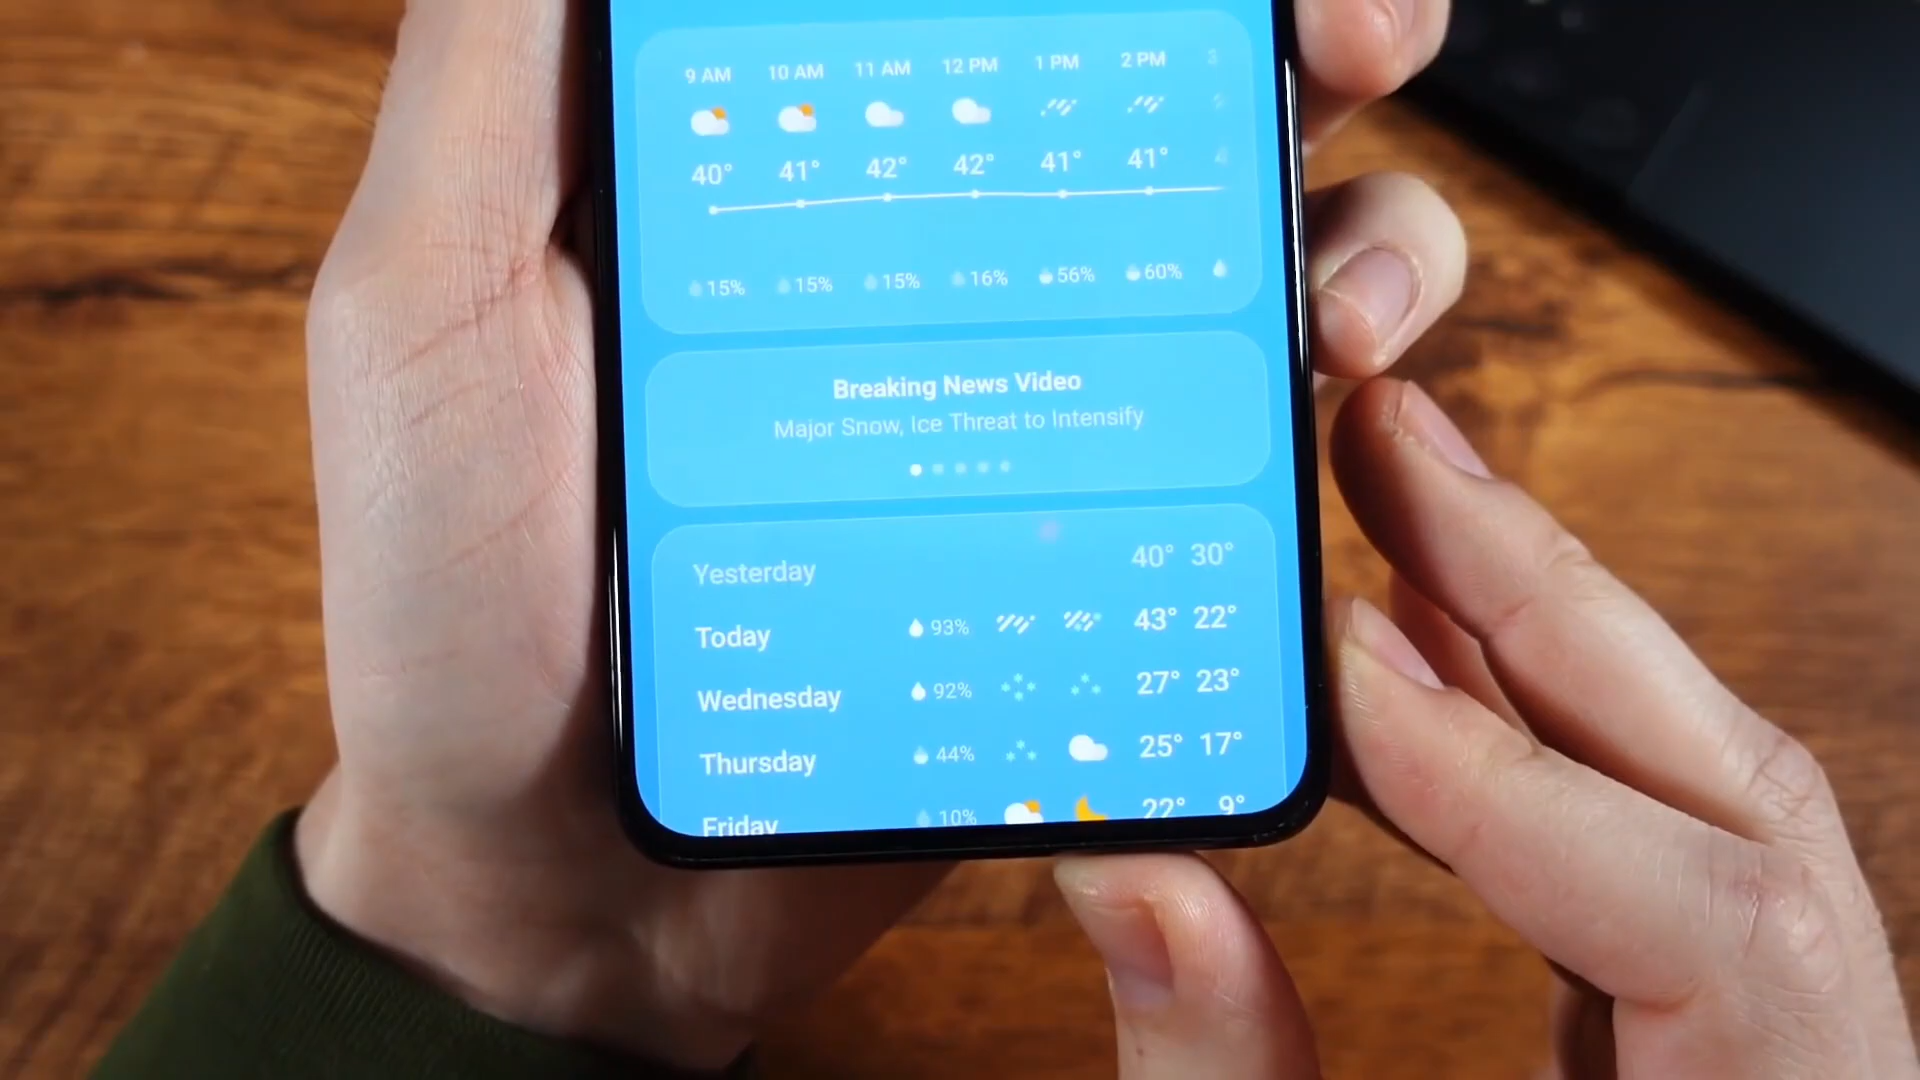 9 AM 10 AM 11 AM 12 PM 1 PM 2 PM
40° 41° 42° 42° 41° 41°
15% 15% 15% 16% 56% 60%
Breaking News Video
Major Snow, Ice Threat to Intensify
Yesterday 40° 30°
Today 93% 43° 22°
Wednesday 92% 27° 23°
Thursday 44% 25° 17°
Friday 10% 22° 9°